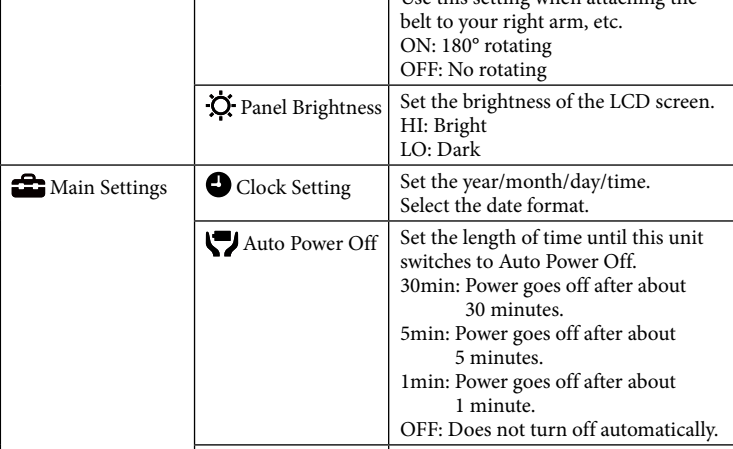 Use this setting when attaching the
belt to your right arm, etc.
ON: 180° rotating
OFF: No rotating
Panel Brightness
Set the brightness of the LCD screen.
HI: Bright
LO: Dark
Main Settings
Clock Setting
Set the year/month/day/time.
Select the date format.
Auto Power Off
Set the length of time until this unit
switches to Auto Power Off.
30min: Power goes off after about
30 minutes.
5min: Power goes off after about
5 minutes.
1min: Power goes off after about
1 minute.
OFF: Does not turn off automatically.